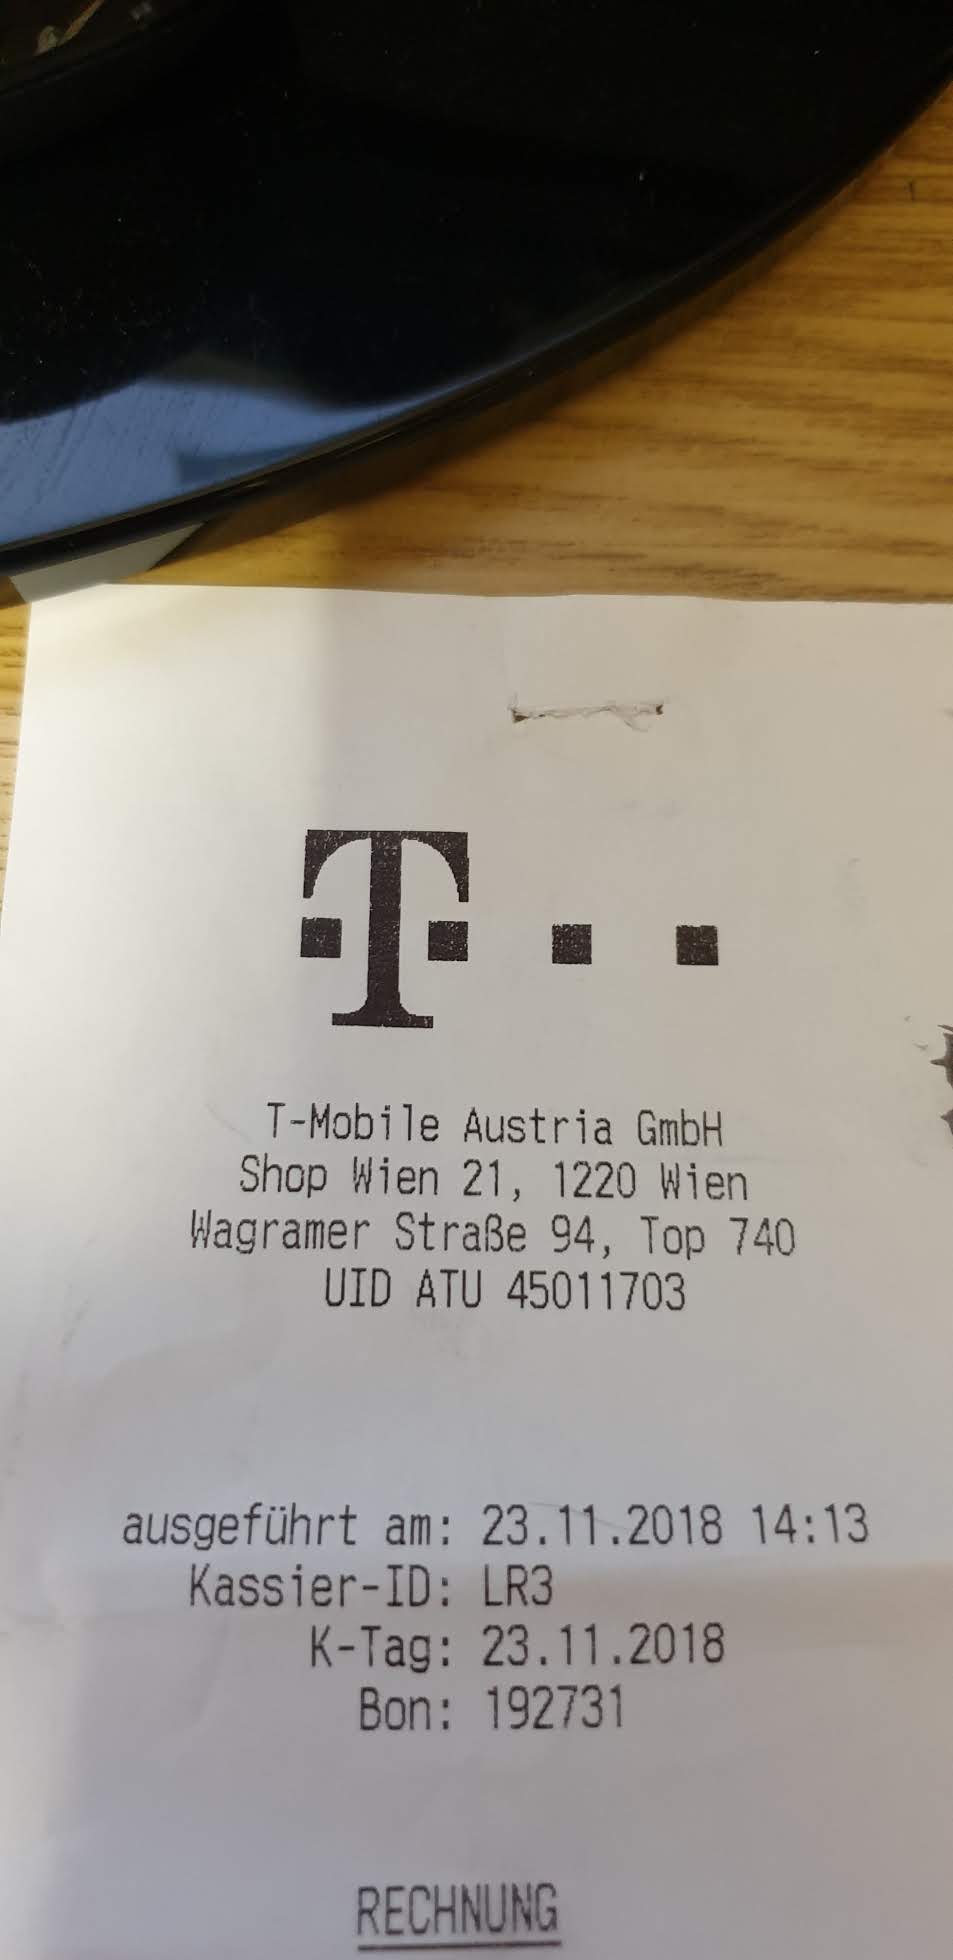 T
T-Mobile Austria GmbH
Shop Wien 21, 1220 Wien
Wagramer Straße 94, Top 740
UID ATU 45011703
ausgeführt am: 23.11.2018 14:13
Kassier-ID: LR3
K-Tag: 23.11.2018
Bon: 192731
RECHNUNG